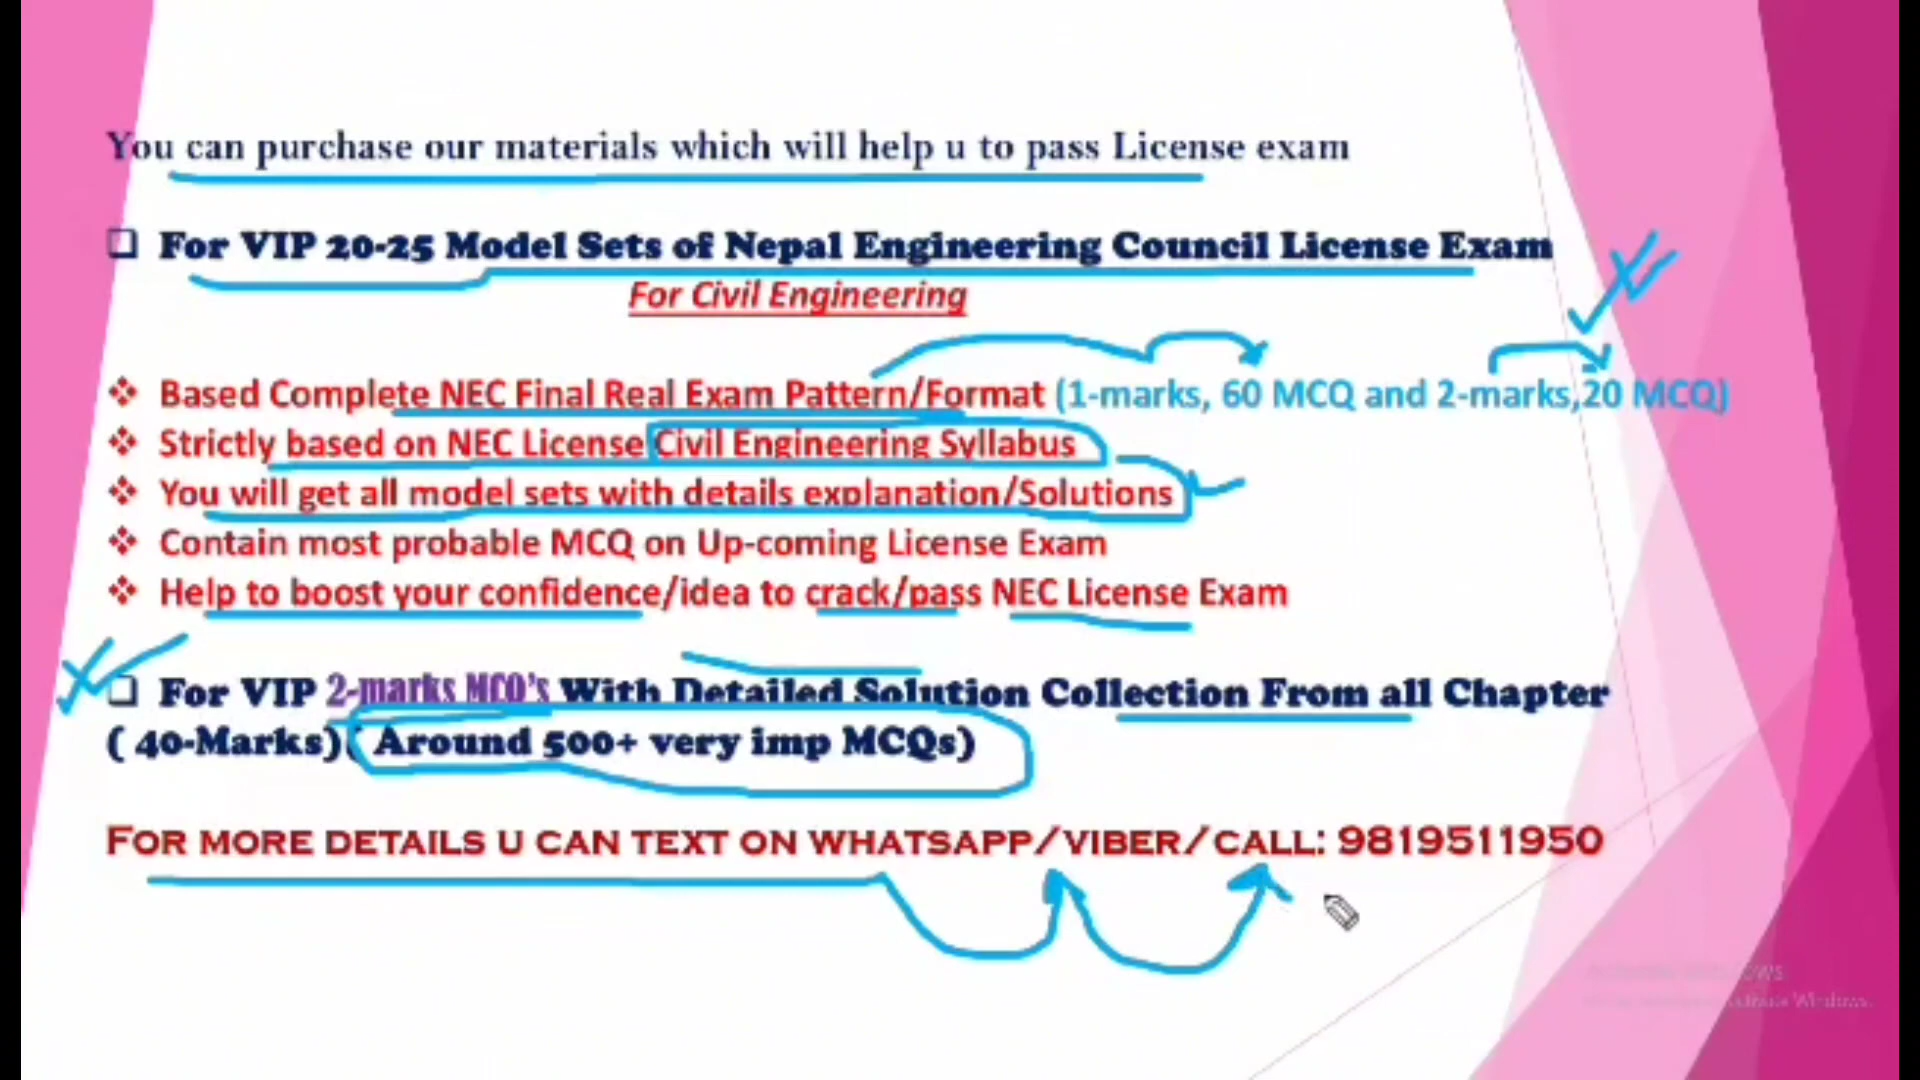 You can purchase our materials which will help u to pass License exam
For VIP 20-25 Model Sets of Nepal Engineering Council License Exam
For Civil Engineering
Based Complete NEC Final Real Exam Pattern/Format (1-marks, 60 MCQ and 2-marks,20 MCQ)
Strictly based on NEC License Civil Engineering Syllabus
You will get all model sets with details explanation/Solutions
Contain most probable MCQ on Up-coming License Exam
Help to boost your confidence/idea to crack/pass NEC License Exam
For VIP 2-marks MCQ's With Detailed Solution Collection From all Chapter
( 40-Marks)( Around 500+ very imp MCQs)
For more details u can text on whatsapp/viber/call: 9819511950
Windows.